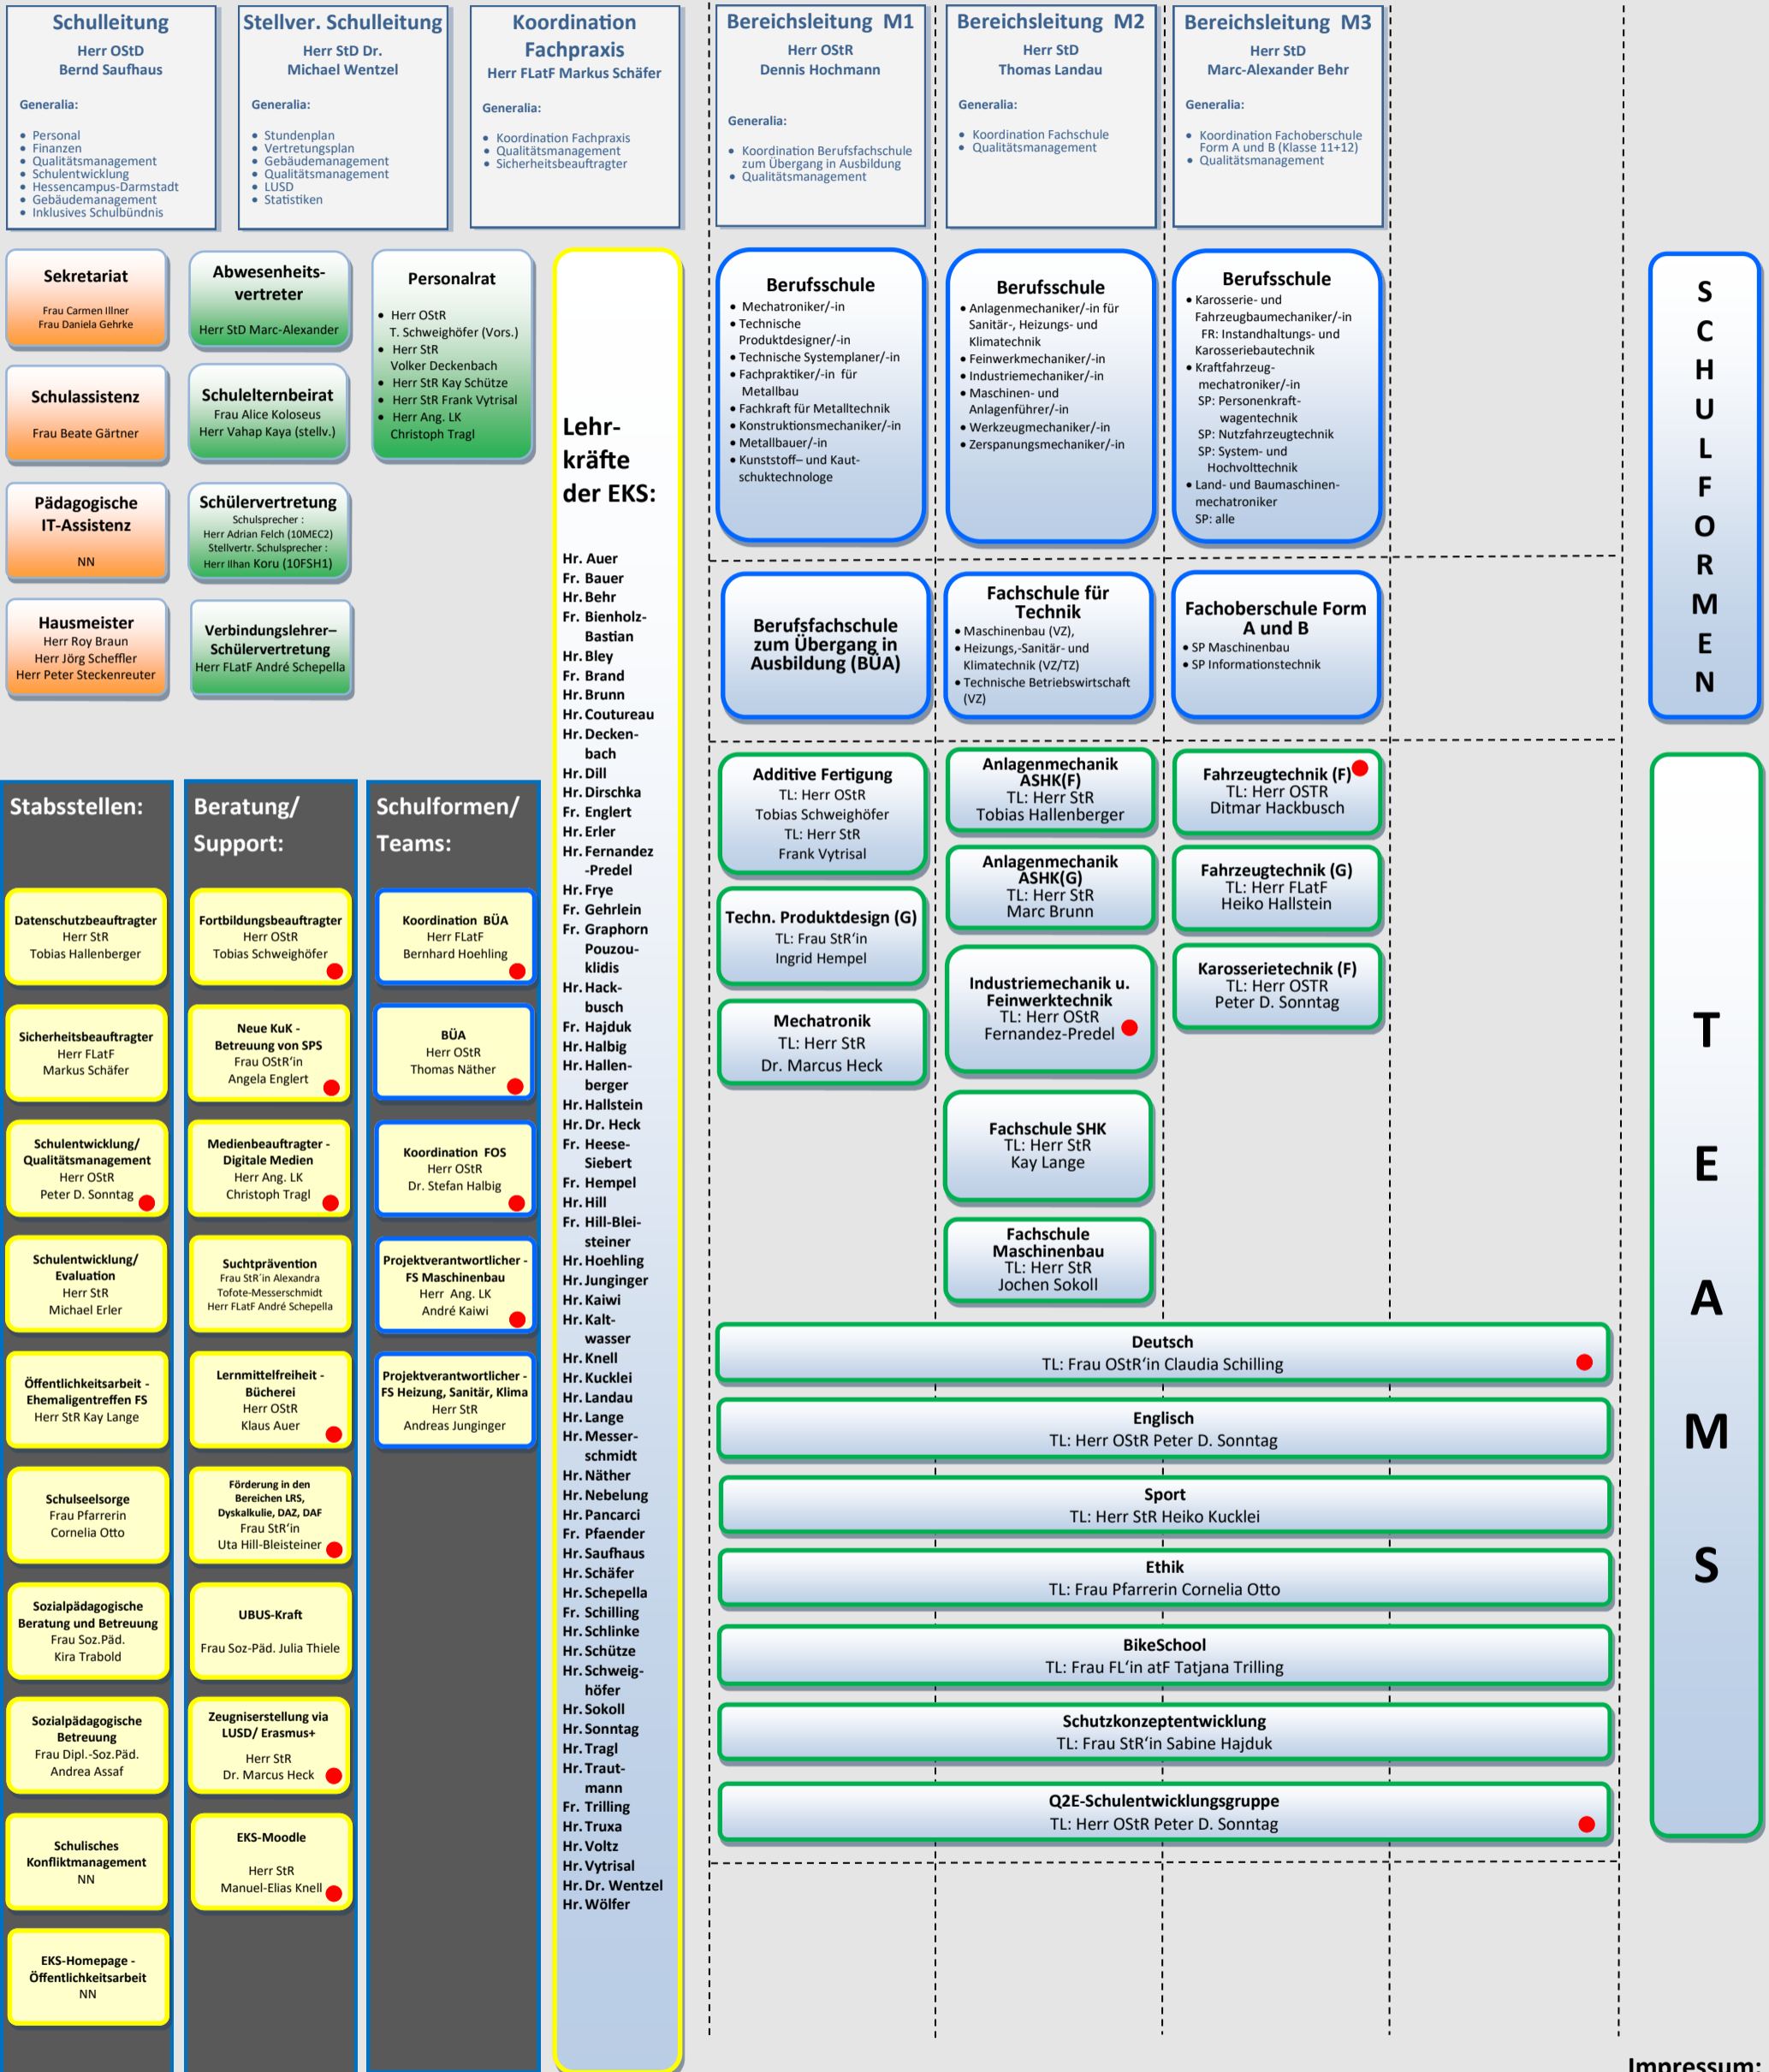 Schulleitung
Herr OStD
Bernd Saufhaus
Generalia:
• Personal
• Finanzen
• Qualitätsmanagement
• Schulentwicklung
• Hessencampus-Darmstadt
• Gebäudemanagement
• Inklusives Schulbündnis
Stellver. Schulleitung
Herr StD Dr.
Michael Wentzel
Generalia:
• Stundenplan
• Vertretungsplan
• Gebäudemanagement
• Qualitätsmanagement
• LUSD
• Statistiken
Koordination
Fachpraxis
Herr FLatF Markus Schäfer
Generalia:
• Koordination Fachpraxis
• Qualitätsmanagement
• Sicherheitsbeauftragter
Bereichsleitung M1
Herr OStR
Dennis Hochmann
Generalia:
• Koordination Berufsfachschule
zum Übergang in Ausbildung
• Qualitätsmanagement
Bereichsleitung M2
Herr StD
Thomas Landau
Generalia:
• Koordination Fachschule
• Qualitätsmanagement
Bereichsleitung M3
Herr StD
Marc-Alexander Behr
Generalia:
• Koordination Fachoberschule
Form A und B (Klasse 11+12)
• Qualitätsmanagement
Sekretariat
Frau Carmen Illner
Frau Daniela Gehrke
Schulassistenz
Frau Beate Gärtner
Pädagogische
IT-Assistenz
NN
Hausmeister
Herr Roy Braun
Herr Jörg Scheffler
Herr Peter Steckenreuter
Abwesenheits-
vertreter
Herr StD Marc-Alexander
Schulelternbeirat
Frau Alice Koloseus
Herr Vahap Kaya (stellv.)
Schülervertretung
Schulsprecher :
Herr Adrian Felch (10MEC2)
Stellvertr. Schulsprecher :
Herr Ilhan Koru (10FSH1)
Verbindungslehrer–
Schülervertretung
Herr FLatF André Schepella
Personalrat
• Herr OStR
T. Schweighöfer (Vors.)
• Herr StR
Volker Deckenbach
• Herr StR Kay Schütze
• Herr StR Frank Vytrisal
• Herr Ang. LK
Christoph Tragl
Lehr-
kräfte
der EKS:
Hr. Auer
Fr. Bauer
Hr. Behr
Fr. Bienholz-
Bastian
Hr. Bley
Fr. Brand
Hr. Brunn
Hr. Coutureau
Hr. Decken-
bach
Hr. Dill
Hr. Dirschka
Fr. Englert
Hr. Erler
Hr. Fernandez
-Predel
Hr. Frye
Fr. Gehrlein
Fr. Graphorn
Pouzou-
klidis
Hr. Hack-
busch
Fr. Hajduk
Hr. Halbig
Hr. Hallen-
berger
Hr. Hallstein
Hr. Dr. Heck
Fr. Heese-
Siebert
Fr. Hempel
Hr. Hill
Fr. Hill-Blei-
steiner
Hr. Hoehling
Hr. Junginger
Hr. Kaiwi
Hr. Kalt-
wasser
Hr. Knell
Hr. Kucklei
Hr. Landau
Hr. Lange
Hr. Messer-
schmidt
Hr. Näther
Hr. Nebelung
Hr. Pancarci
Fr. Pfaender
Hr. Saufhaus
Hr. Schäfer
Hr. Schepella
Fr. Schilling
Hr. Schlinke
Hr. Schütze
Hr. Schweig-
höfer
Hr. Sokoll
Hr. Sonntag
Hr. Tragl
Hr. Traut-
mann
Fr. Trilling
Hr. Truxa
Hr. Voltz
Hr. Vytrisal
Hr. Dr. Wentzel
Hr. Wölfer
Berufsschule
• Mechatroniker/-in
• Technische
Produktdesigner/-in
• Technische Systemplaner/-in
• Fachpraktiker/-in für
Metallbau
• Fachkraft für Metalltechnik
• Konstruktionsmechaniker/-in
• Metallbauer/-in
• Kunststoff– und Kaut-
schuktechnologe
Berufsschule
• Anlagenmechaniker/-in für
Sanitär-, Heizungs- und
Klimatechnik
• Feinwerkmechaniker/-in
• Industriemechaniker/-in
• Maschinen- und
Anlagenführer/-in
• Werkzeugmechaniker/-in
• Zerspanungsmechaniker/-in
Berufsschule
• Karosserie- und
Fahrzeugbaumechaniker/-in
FR: Instandhaltungs- und
Karosseriebautechnik
• Kraftfahrzeug-
mechatroniker/-in
SP: Personenkraft-
wagentechnik
SP: Nutzfahrzeugtechnik
SP: System- und
Hochvolttechnik
• Land- und Baumaschinen-
mechatroniker
SP: alle
Berufsfachschule
zum Übergang in
Ausbildung (BÜA)
Fachschule für
Technik
• Maschinenbau (VZ),
• Heizungs,-Sanitär- und
Klimatechnik (VZ/TZ)
• Technische Betriebswirtschaft
(VZ)
Fachoberschule Form
A und B
• SP Maschinenbau
• SP Informationstechnik
S
C
H
U
L
F
O
R
M
E
N
Stabsstellen:
Datenschutzbeauftragter
Herr StR
Tobias Hallenberger
Sicherheitsbeauftragter
Herr FLatF
Markus Schäfer
Schulentwicklung/
Qualitätsmanagement
Herr OStR
Peter D. Sonntag
Schulentwicklung/
Evaluation
Herr StR
Michael Erler
Öffentlichkeitsarbeit -
Ehemaligentreffen FS
Herr StR Kay Lange
Schulseelsorge
Frau Pfarrerin
Cornelia Otto
Sozialpädagogische
Beratung und Betreuung
Frau Soz.Päd.
Kira Trabold
Sozialpädagogische
Betreuung
Frau Dipl.-Soz.Päd.
Andrea Assaf
Schulisches
Konfliktmanagement
NN
EKS-Homepage -
Öffentlichkeitsarbeit
NN
Beratung/
Support:
Fortbildungsbeauftragter
Herr OStR
Tobias Schweighöfer
Neue KuK -
Betreuung von SPS
Frau OStR‘in
Angela Englert
Medienbeauftragter -
Digitale Medien
Herr Ang. LK
Christoph Tragl
Suchtprävention
Frau StR´in Alexandra
Tofote-Messerschmidt
Herr FLatF André Schepella
Lernmittelfreiheit -
Bücherei
Herr OStR
Klaus Auer
Förderung in den
Bereichen LRS,
Dyskalkulie, DAZ, DAF
Frau StR‘in
Uta Hill-Bleisteiner
UBUS-Kraft
Frau Soz-Päd. Julia Thiele
Zeugniserstellung via
LUSD/ Erasmus+
Herr StR
Dr. Marcus Heck
EKS-Moodle
Herr StR
Manuel-Elias Knell
Schulformen/
Teams:
Koordination BÜA
Herr FLatF
Bernhard Hoehling
BÜA
Herr OStR
Thomas Näther
Koordination FOS
Herr OStR
Dr. Stefan Halbig
Projektverantwortlicher -
FS Maschinenbau
Herr Ang. LK
André Kaiwi
Projektverantwortlicher -
FS Heizung, Sanitär, Klima
Herr StR
Andreas Junginger
Additive Fertigung
TL: Herr OStR
Tobias Schweighöfer
TL: Herr StR
Frank Vytrisal
Techn. Produktdesign (G)
TL: Frau StR‘in
Ingrid Hempel
Mechatronik
TL: Herr StR
Dr. Marcus Heck
Anlagenmechanik
ASHK(F)
TL: Herr StR
Tobias Hallenberger
Anlagenmechanik
ASHK(G)
TL: Herr StR
Marc Brunn
Industriemechanik u.
Feinwerktechnik
TL: Herr OStR
Fernandez-Predel
Fachschule SHK
TL: Herr StR
Kay Lange
Fachschule
Maschinenbau
TL: Herr StR
Jochen Sokoll
Fahrzeugtechnik (F)
TL: Herr OSTR
Ditmar Hackbusch
Fahrzeugtechnik (G)
TL: Herr FLatF
Heiko Hallstein
Karosserietechnik (F)
TL: Herr OSTR
Peter D. Sonntag
Deutsch
TL: Frau OStR‘in Claudia Schilling
Englisch
TL: Herr OStR Peter D. Sonntag
Sport
TL: Herr StR Heiko Kucklei
Ethik
TL: Frau Pfarrerin Cornelia Otto
BikeSchool
TL: Frau FL‘in atF Tatjana Trilling
Schutzkonzeptentwicklung
TL: Frau StR‘in Sabine Hajduk
Q2E-Schulentwicklungsgruppe
TL: Herr OStR Peter D. Sonntag
T
E
A
M
S
Impressum: